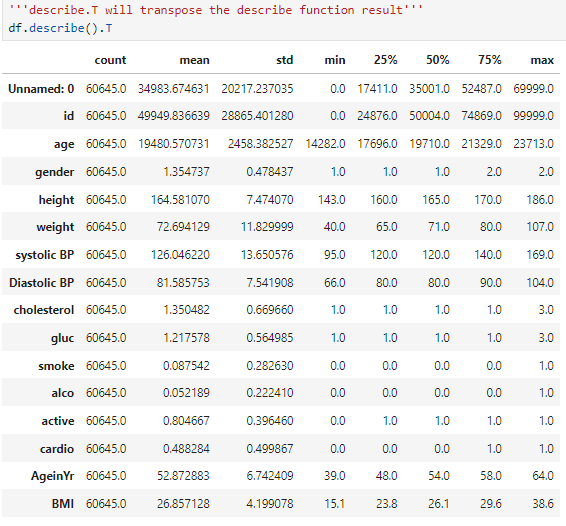 '''describe.T will transpose the describe function result'''
df.describe().T
count mean std min 25% 50% 75% max
Unnamed: 0 60645.0 34983.674631 20217.237035 0.0 17411.0 35001.0 52487.0 69999.0
id 60645.0 49949.836639 28865.401280 0.0 24876.0 50004.0 74869.0 99999.0
age 60645.0 19480.570731 2458.382527 14282.0 17696.0 19710.0 21329.0 23713.0
gender 60645.0 1.354737 0.478437 1.0 1.0 1.0 2.0 2.0
height 60645.0 164.581070 7.474070 143.0 160.0 165.0 170.0 186.0
weight 60645.0 72.694129 11.829999 40.0 65.0 71.0 80.0 107.0
systolic BP 60645.0 126.046220 13.650576 95.0 120.0 120.0 140.0 169.0
Diastolic BP 60645.0 81.585753 7.541908 66.0 80.0 80.0 90.0 104.0
cholesterol 60645.0 1.350482 0.669660 1.0 1.0 1.0 1.0 3.0
gluc 60645.0 1.217578 0.564985 1.0 1.0 1.0 1.0 3.0
smoke 60645.0 0.087542 0.282630 0.0 0.0 0.0 0.0 1.0
alco 60645.0 0.052189 0.222410 0.0 0.0 0.0 0.0 1.0
active 60645.0 0.804667 0.396460 0.0 1.0 1.0 1.0 1.0
cardio 60645.0 0.488284 0.499867 0.0 0.0 0.0 1.0 1.0
AgeinYr 60645.0 52.872883 6.742409 39.0 48.0 54.0 58.0 64.0
BMI 60645.0 26.857128 4.199078 15.1 23.8 26.1 29.6 38.6